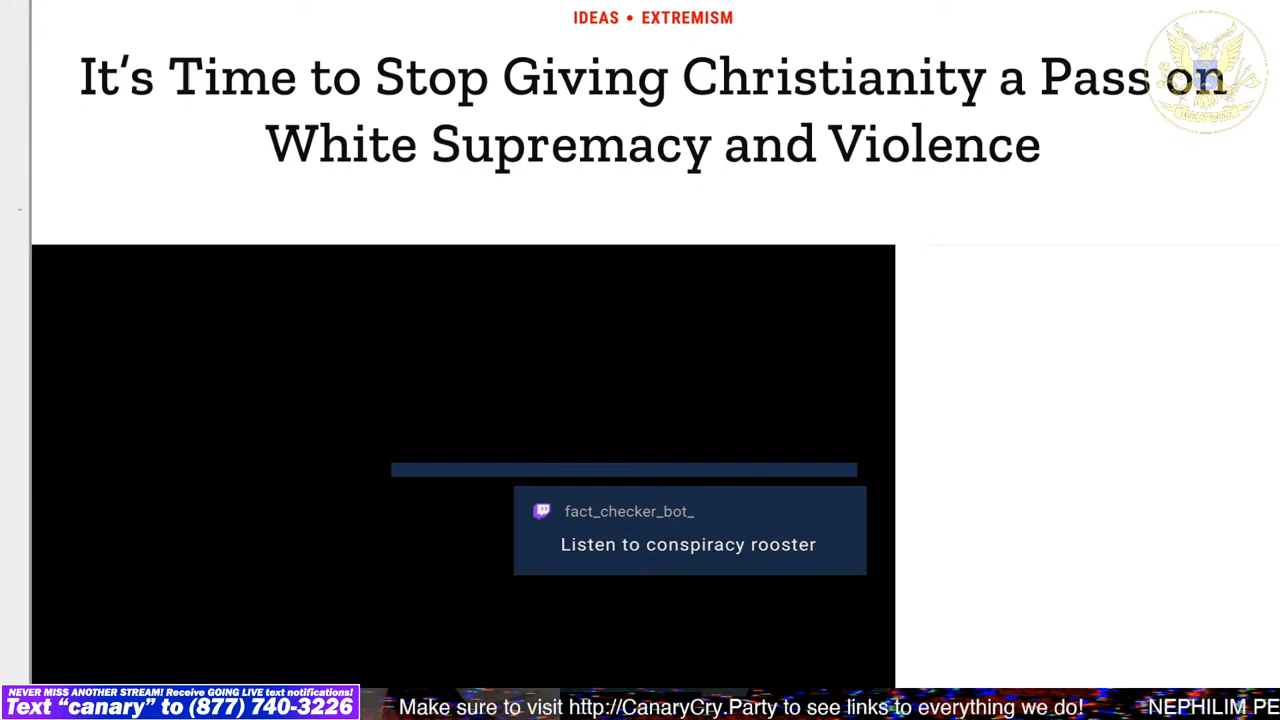 IDEAS • EXTREMISM
It's Time to Stop Giving Christianity a Pass on
White Supremacy and Violence
fact_checker_bot_
Listen to conspiracy rooster
NEVER MISS ANOTHER STREAM! Receive GOING LIVE text notifications!
Text “canary” to (877) 740-3226
Make sure to visit http://CanaryCry.Party to see links to everything we do!
NEPHILIM PE